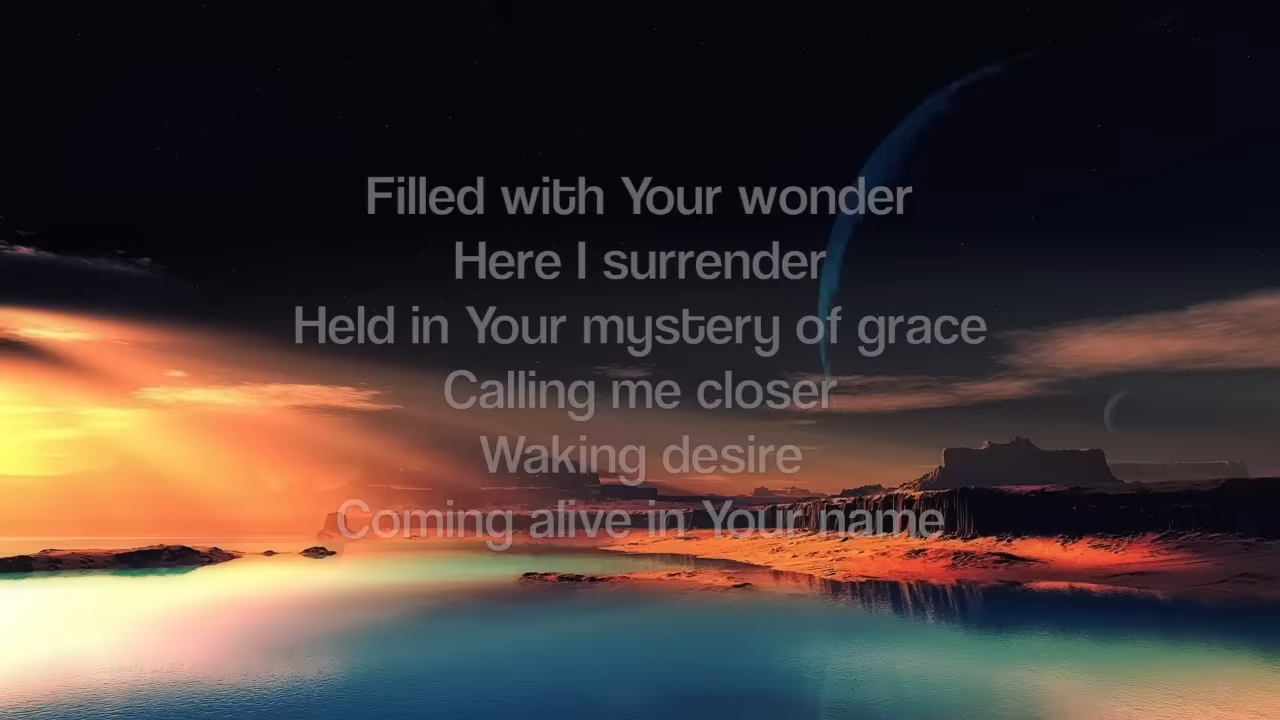 Filled with Your wonder
Here I surrender
Held in Your mystery of grace
Calling me closer
Waking desire
Coming alive in Your name